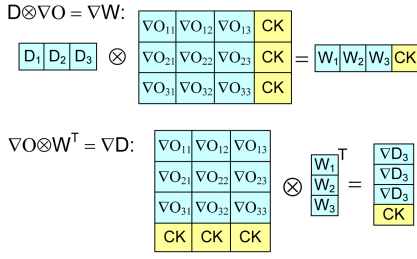 D⊗∇O = ∇W:
D₁ D₂ D₃ ⊗ ∇O₁₁ ∇O₁₂ ∇O₁₃ CK = W₁ W₂ W₃ CK
∇O₂₁ ∇O₂₂ ∇O₂₃ CK
∇O₃₁ ∇O₃₂ ∇O₃₃ CK
∇O⊗Wᵀ = ∇D:
∇O₁₁ ∇O₁₂ ∇O₁₃
∇O₂₁ ∇O₂₂ ∇O₂₃
∇O₃₁ ∇O₃₂ ∇O₃₃
CK CK CK
⊗
W₁ T
W₂
W₃
=
∇D₃
∇D₃
∇D₃
CK